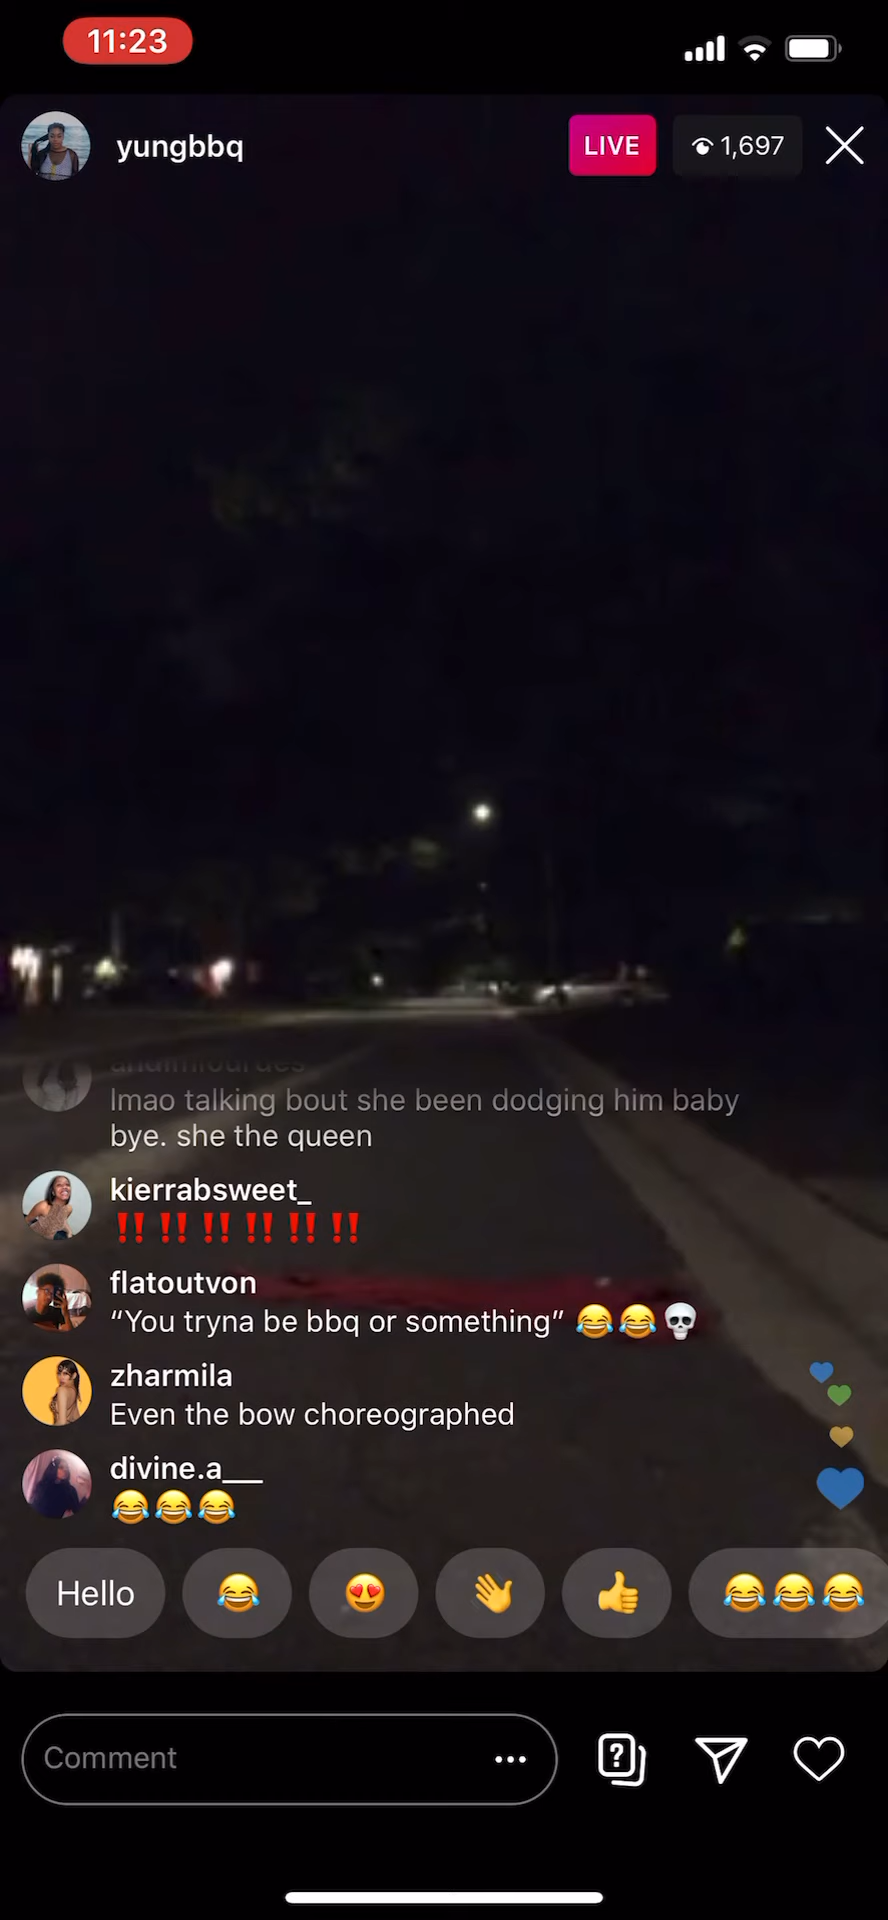 11:23
yungbbq
LIVE
1,697
lmao talking bout she been dodging him baby
bye. she the queen
kierrabsweet_
‼️ ‼️ ‼️ ‼️ ‼️ ‼️
flatoutvon
“You tryna be bbq or something” 😂😂💀
zharmila
Even the bow choreographed
divine.a___
😂😂😂
Hello 😂 😍 👋 👍 😂😂😂
Comment